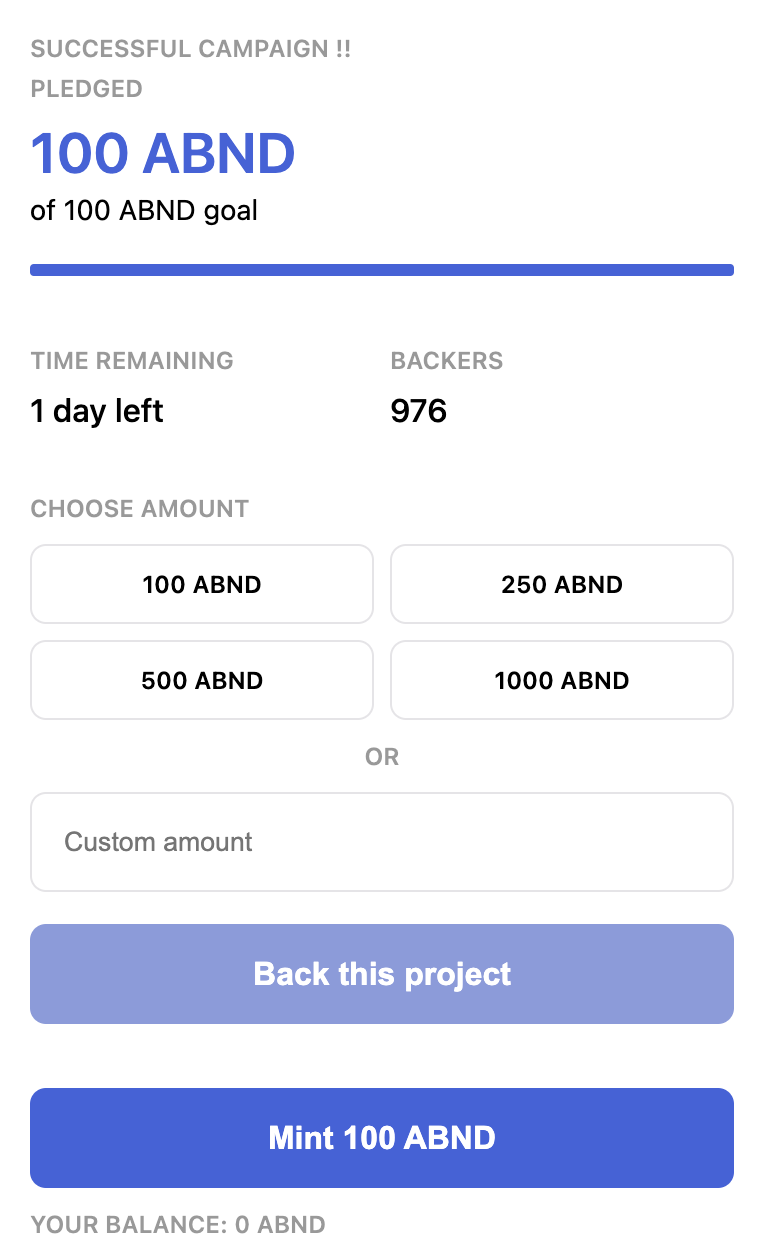 SUCCESSFUL CAMPAIGN !!
PLEDGED
100 ABND
of 100 ABND goal
TIME REMAINING
1 day left
BACKERS
976
CHOOSE AMOUNT
100 ABND
250 ABND
500 ABND
1000 ABND
OR
Custom amount
Back this project
Mint 100 ABND
YOUR BALANCE: 0 ABND